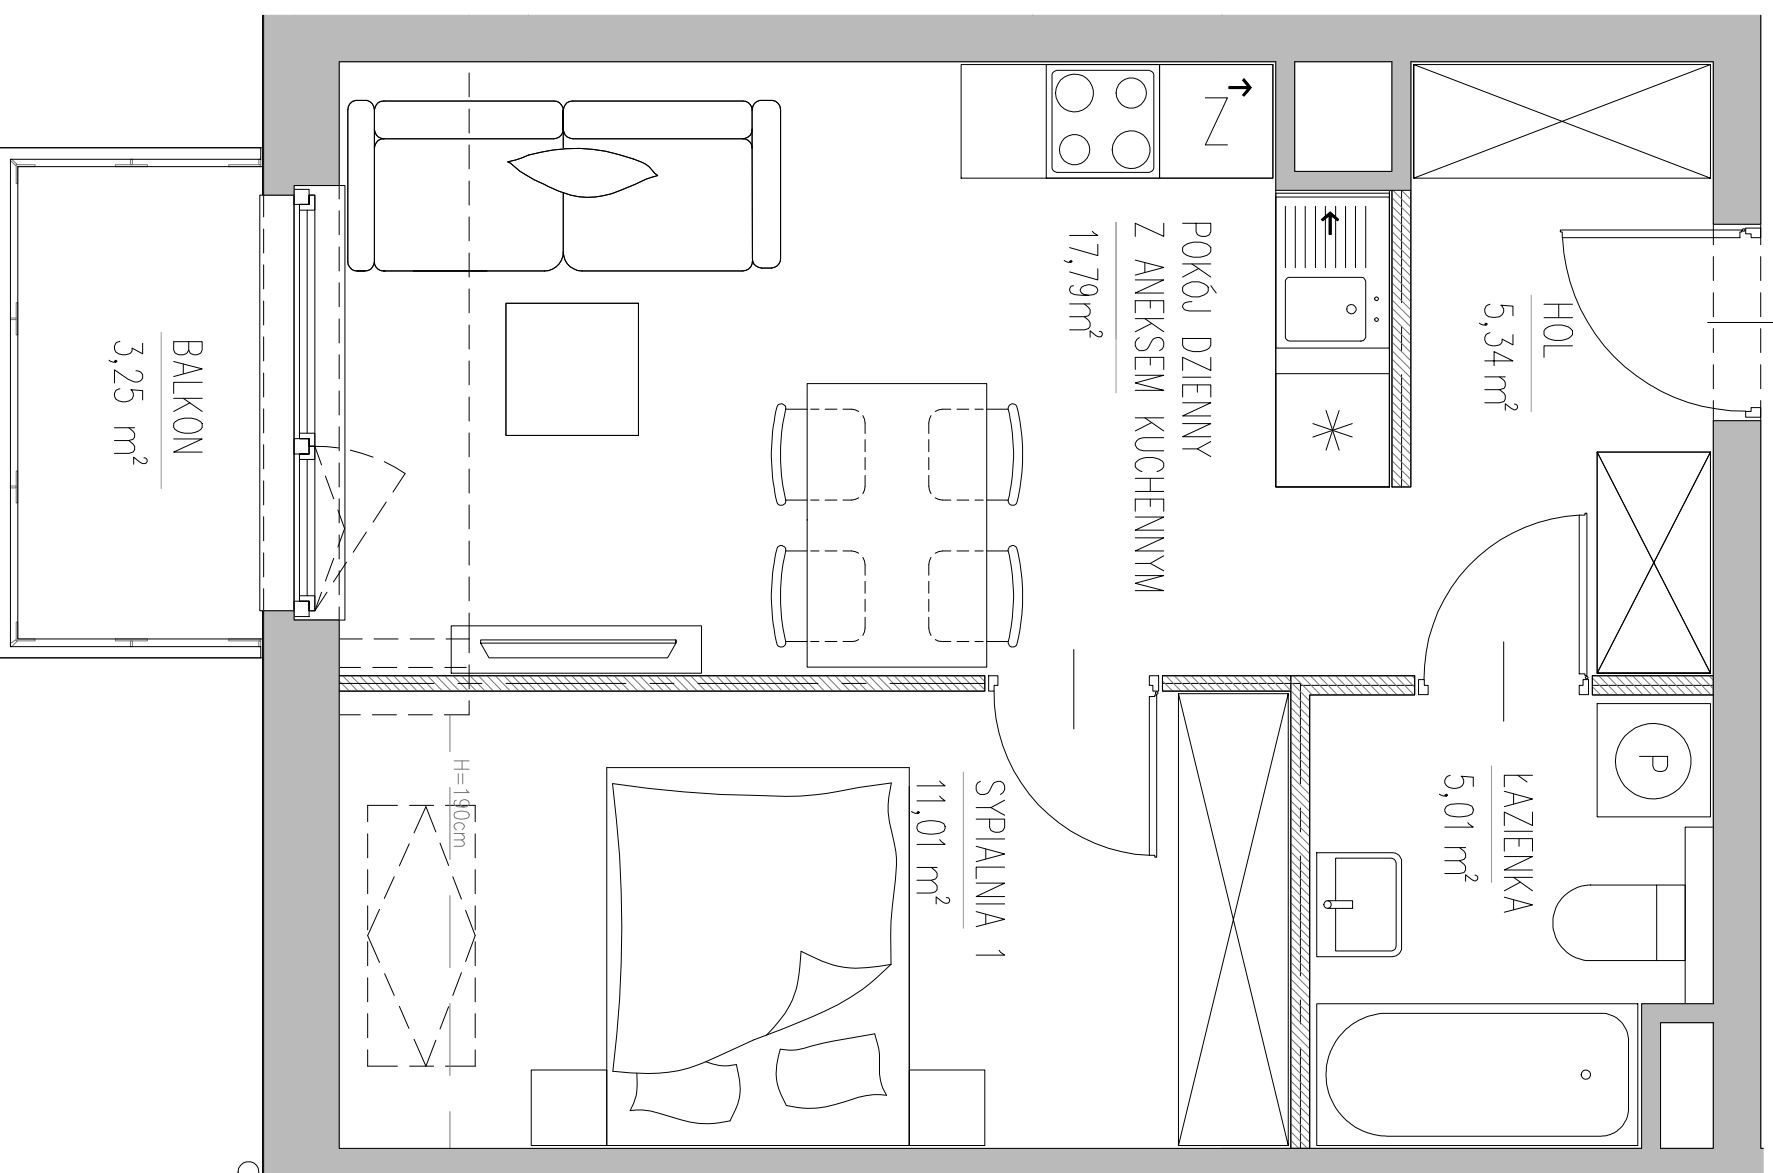 HOL
5,34 m²
POKÓJ DZIENNY
Z ANEKSEM KUCHENNYM
17,79m²
BALKON
3,25 m²
ŁAZIENKA
5,01 m²
SYPIALNIA 1
11,01 m²
H=190cm
Z
P